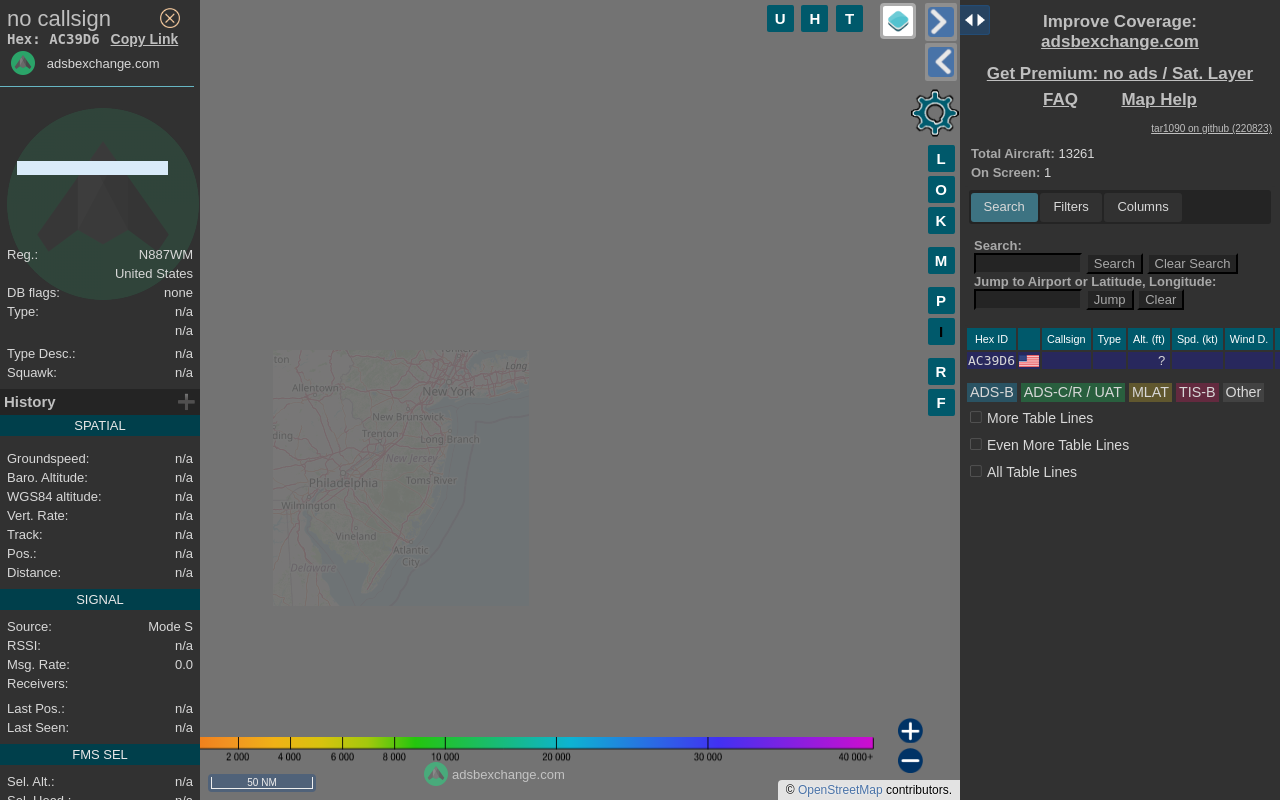 no callsign
Hex: AC39D6 Copy Link
adsbexchange.com
Reg.: N887WM
United States
DB flags: none
Type: n/a
n/a
Type Desc.: n/a
Squawk: n/a
History
SPATIAL
Groundspeed: n/a
Baro. Altitude: n/a
WGS84 altitude: n/a
Vert. Rate: n/a
Track: n/a
Pos.: n/a
Distance: n/a
SIGNAL
Source: Mode S
RSSI: n/a
Msg. Rate: 0.0
Receivers:
Last Pos.: n/a
Last Seen: n/a
FMS SEL
Sel. Alt.: n/a
Sel. Head.: n/a
U H T
L
O
K
M
P
I
R
F
Allentown
Long
New York
New Brunswick
ding
Trenton
Long Branch
New Jersey
Philadelphia
Toms River
Wilmington
Vineland
Atlantic
City
Delaware
2 000 4 000 6 000 8 000 10 000 20 000 30 000 40 000+
adsbexchange.com
50 NM
© OpenStreetMap contributors.
Improve Coverage:
adsbexchange.com
Get Premium: no ads / Sat. Layer
FAQ Map Help
tar1090 on github (220823)
Total Aircraft: 13261
On Screen: 1
Search Filters Columns
Search:
Search Clear Search
Jump to Airport or Latitude, Longitude:
Jump Clear
Hex ID Callsign Type Alt. (ft) Spd. (kt) Wind D.
AC39D6 ?
ADS-B ADS-C/R / UAT MLAT TIS-B Other
More Table Lines
Even More Table Lines
All Table Lines